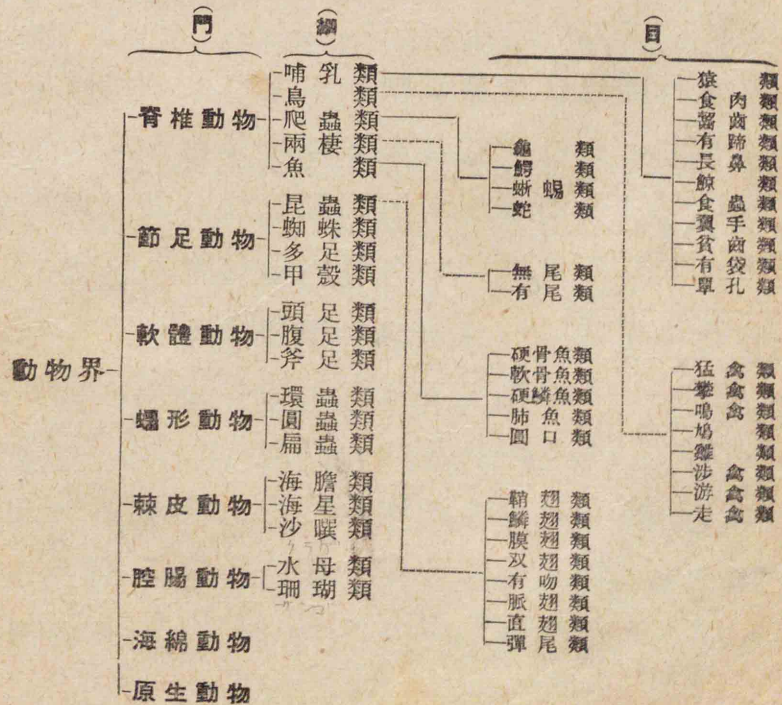 (門)
(綱)
(目)
動物界
脊椎動物
哺乳類
鳥類
爬蟲類
兩棲類
魚類
節足動物
昆蟲類
蜘蛛類
多足類
甲殼類
軟體動物
頭足類
腹足類
斧足類
蠕形動物
環蟲類
圓蟲類
扁蟲類
棘皮動物
海膽類
海星類
沙噀類
腔腸動物
水母類
珊瑚類
海綿動物
原生動物
猿類
食肉類
齧齒類
有蹄類
長鼻類
鯨類
食蟲類
翼手類
貧齒類
有袋類
單孔類
猛禽類
攀禽類
鳴禽類
鳩類
雞類
涉禽類
游禽類
走禽類
龜類
鰐類
蜥蜴類
蛇類
無尾類
有尾類
硬骨魚類
軟骨魚類
硬鱗魚類
肺魚類
圓口類
鞘翅類
鱗翅類
膜翅類
双翅類
有吻類
脈翅類
直翅類
彈尾類